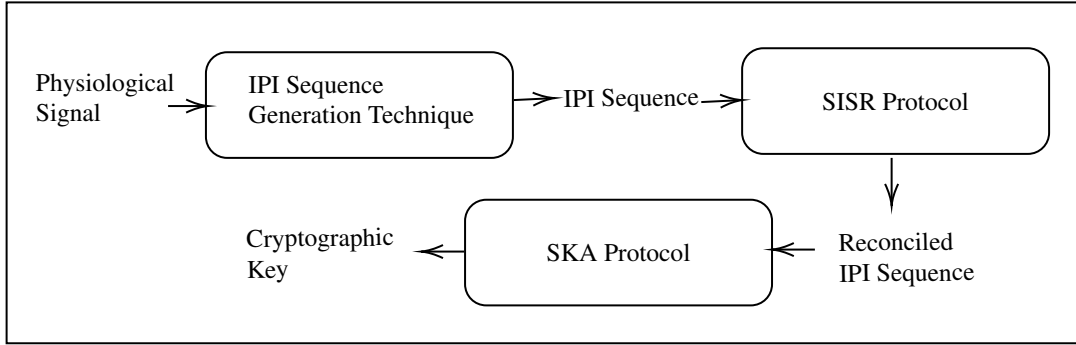 Physiological
Signal
IPI Sequence
Generation Technique
IPI Sequence
SISR Protocol
Reconciled
IPI Sequence
SKA Protocol
Cryptographic
Key